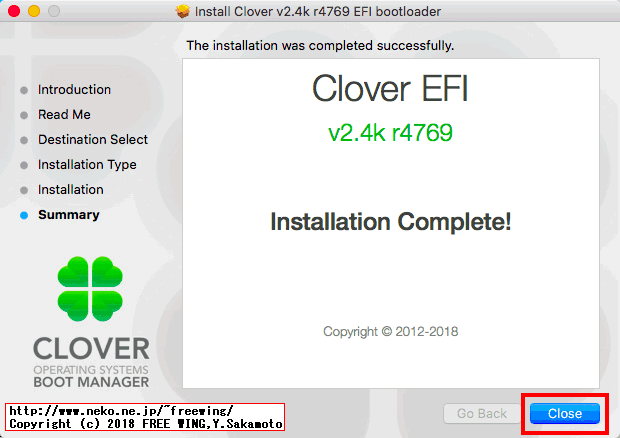 Install Clover v2.4k r4769 EFI bootloader
The installation was completed successfully.
Introduction
Read Me
Destination Select
Installation Type
Installation
Summary
Clover EFI
v2.4k r4769
Installation Complete!
Copyright © 2012-2018
CLOVER
OPERATING SYSTEMS
BOOT MANAGER
http://www.neko.ne.jp/~freewing/
Copyright (c) 2018 FREE WING,Y.Sakamoto
Go Back
Close